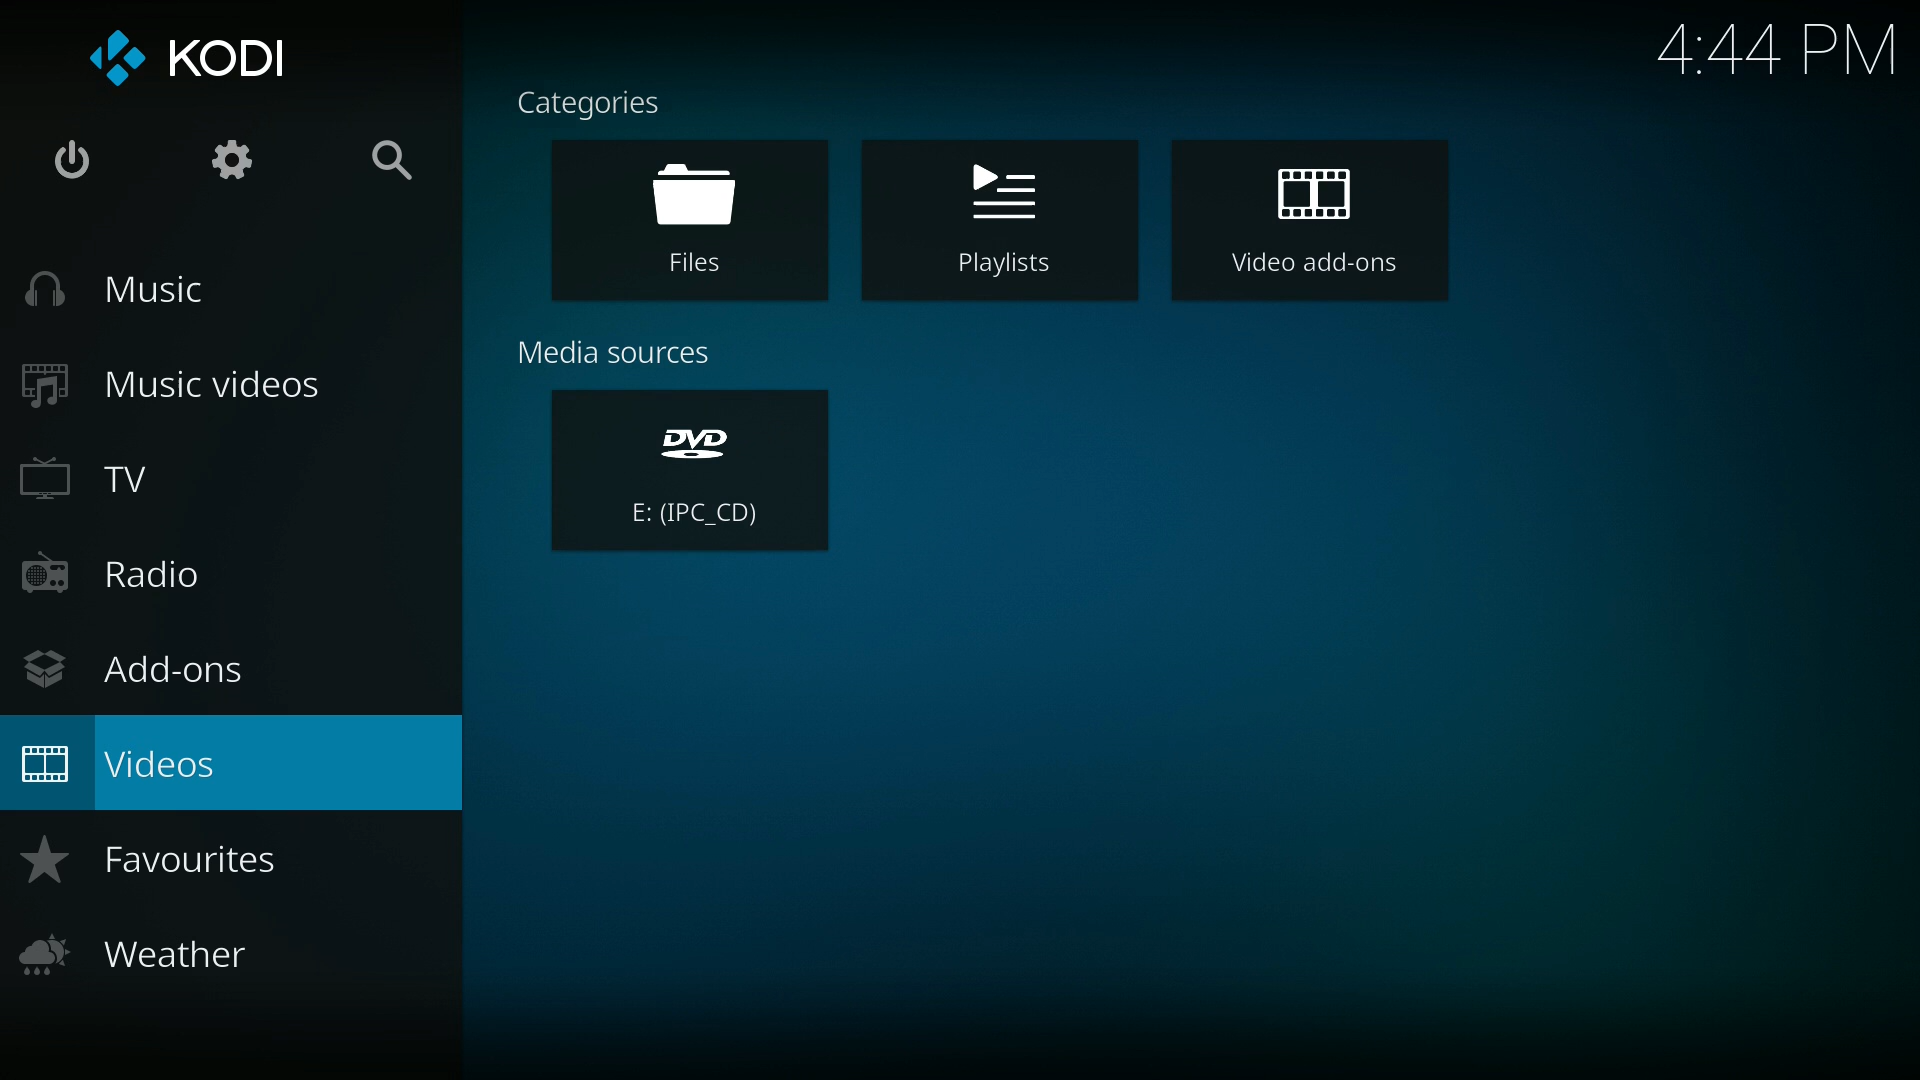 KODI
4:44 PM
Categories
Files
Playlists
Video add-ons
Media sources
DVD
E: (IPC_CD)
Music
Music videos
TV
Radio
Add-ons
Videos
Favourites
Weather